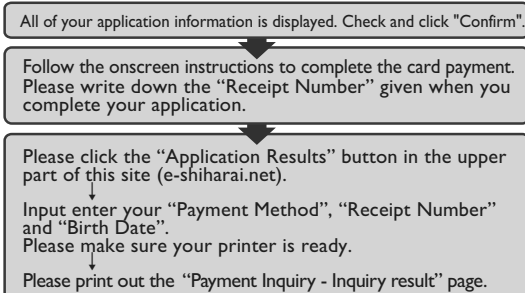 All of your application information is displayed. Check and click "Confirm".
Follow the onscreen instructions to complete the card payment.
Please write down the “Receipt Number” given when you
complete your application.
Please click the “Application Results” button in the upper
part of this site (e-shiharai.net).
Input enter your “Payment Method”, “Receipt Number”
and “Birth Date”.
Please make sure your printer is ready.
Please print out the “Payment Inquiry - Inquiry result” page.